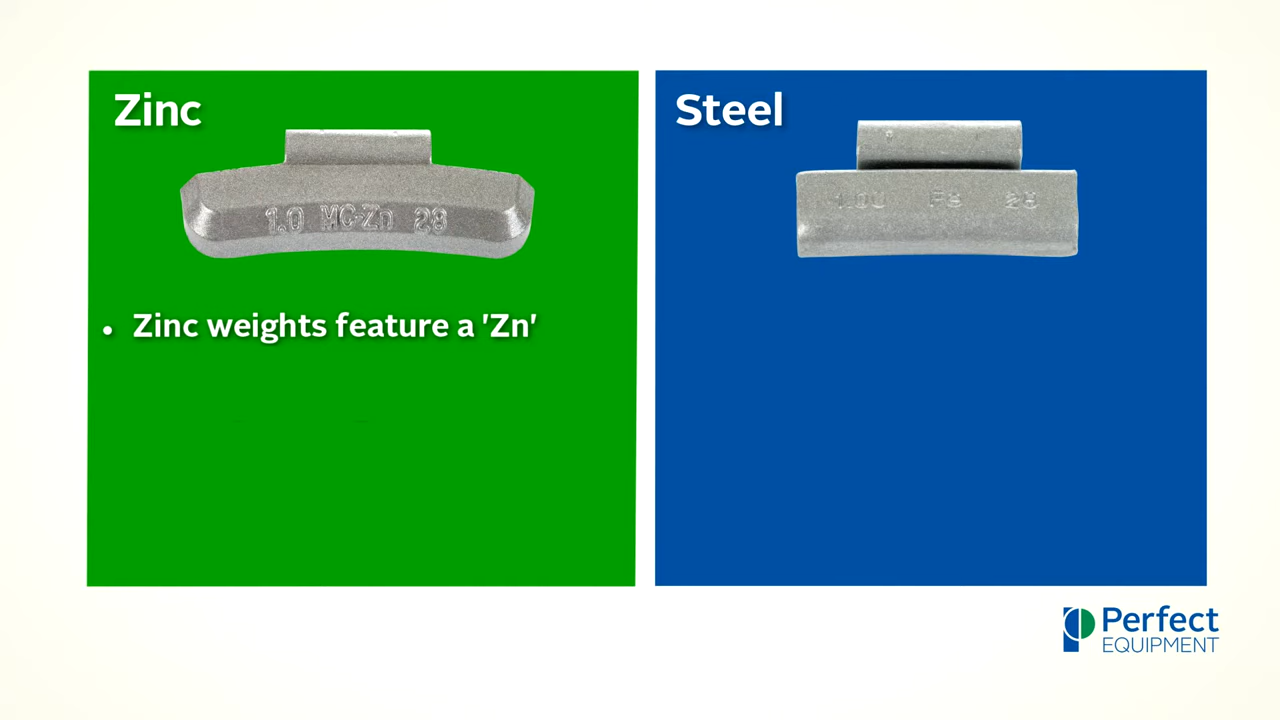 Zinc
1.0 MC-Zn 28
• Zinc weights feature a 'Zn'
Steel
1.00 FE 28
Perfect
EQUIPMENT